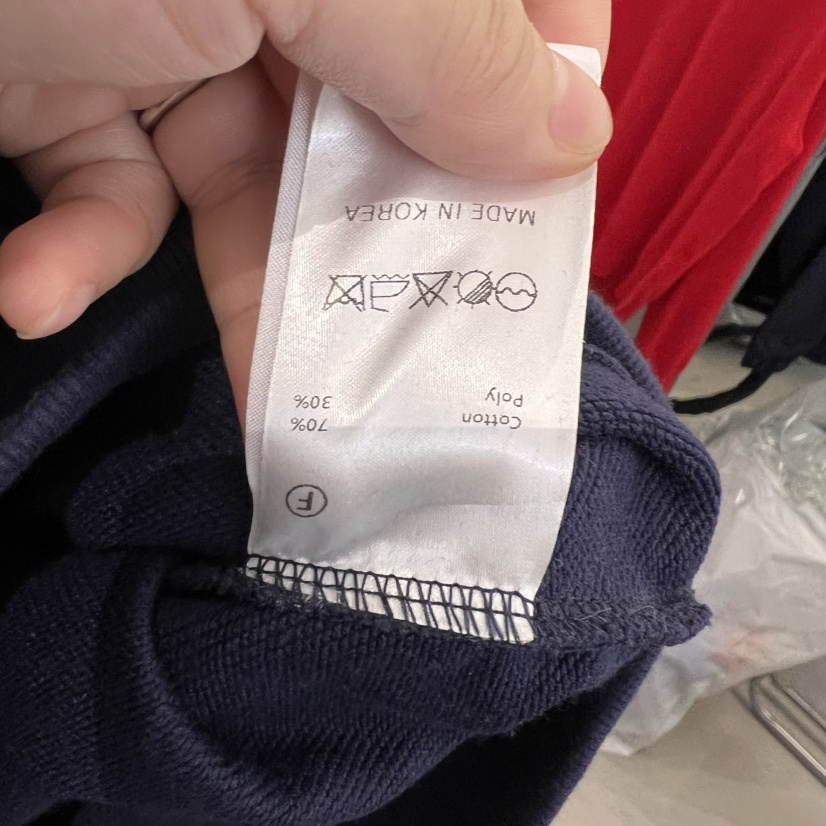 F
Cotton 70%
Poly 30%
MADE IN KOREA